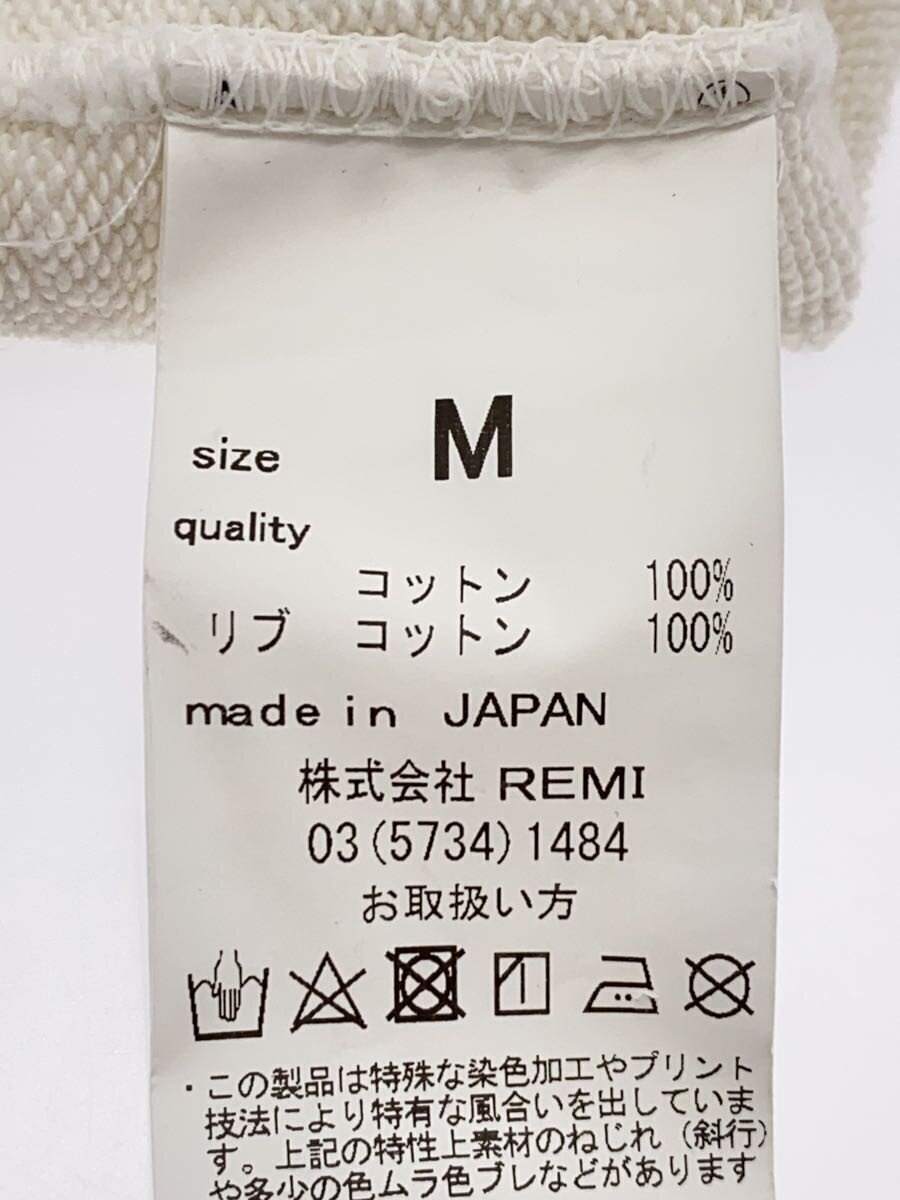 size M
quality
コットン 100%
リブ コットン 100%
made in JAPAN
株式会社 REMI
03(5734)1484
お取扱い方
・この製品は特殊な染色加工やプリント
技法により特有な風合いを出していま
す。上記の特性上素材のねじれ(斜行)
や多少の色ムラ色ブレなどがあります